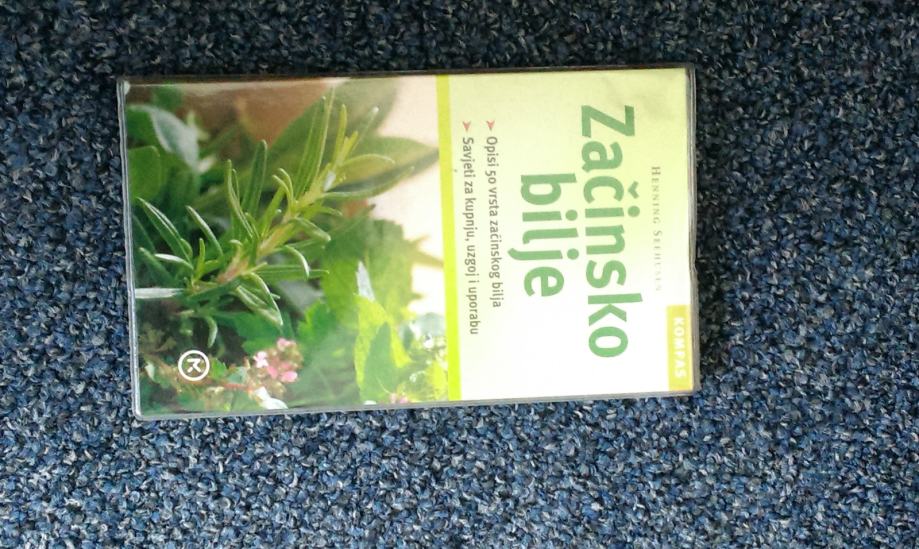 HENNING SEEHUSEN
KOMPAS
Začinsko
bilje
➤ Opisi 50 vrsta začinskog bilja
➤ Savjeti za kupnju, uzgoj i uporabu